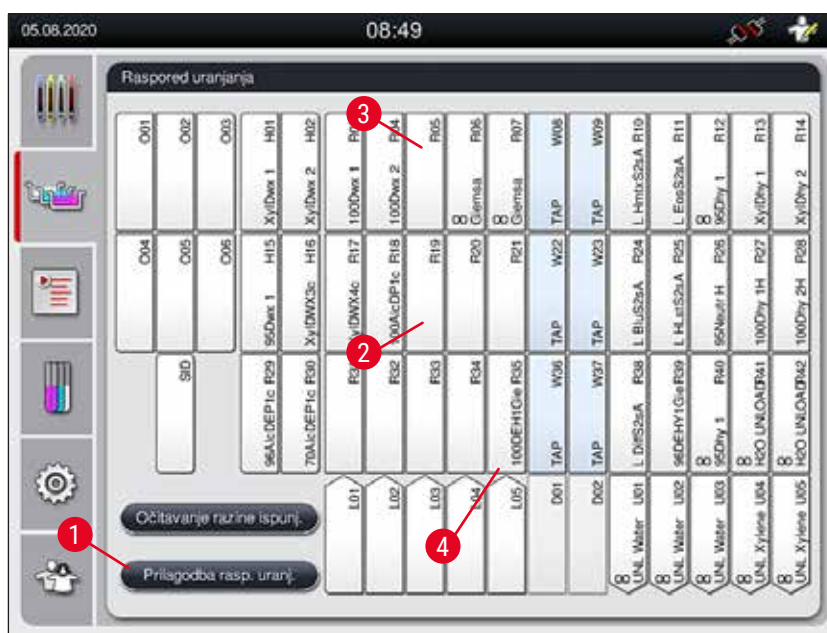 05.08.2020 08:49
Raspored uranjanja
O01 O02 O03 H01 XylDwx 1 H02 XylDwx 2 100Dwx 1 R04 100Dwx 2 R05 R06 ∞ Giemsa R07 ∞ Giemsa W08 TAP W09 TAP R10 L HmtxS2sA R11 L EosS2sA R12 ∞ 95Dhy 1 R13 XylDhy 1 R14 XylDhy 2
O04 O05 O06 H15 95Dwx 1 H16 XylDWX3c R17 XylDWX4c R18 100AlcDP1c R19 R20 R21 W22 TAP W23 TAP R24 L BluS2sA R25 L HLstS2sA R26 95Neutr H R27 100Dhy 1H R28 100Dhy 2H
SID R29 96AlcDEP1c R30 70AlcDEP1c R32 R33 R34 R35 100DEH1Gie W36 TAP W37 TAP R38 L DifS2sA R39 96DEHY1Gie R40 ∞ 95Dhy 1 R41 ∞ H2O UNLOAD R42 ∞ H2O UNLOAD
L01 L02 L03 L04 L05 D01 D02 U01 ∞ UNL Water U02 ∞ UNL Water U03 ∞ UNL Water U04 ∞ UNL Xylene U05 ∞ UNL Xylene
Očitavanje razine ispunj.
Prilagodba rasp. uranj.
1
2
3
4